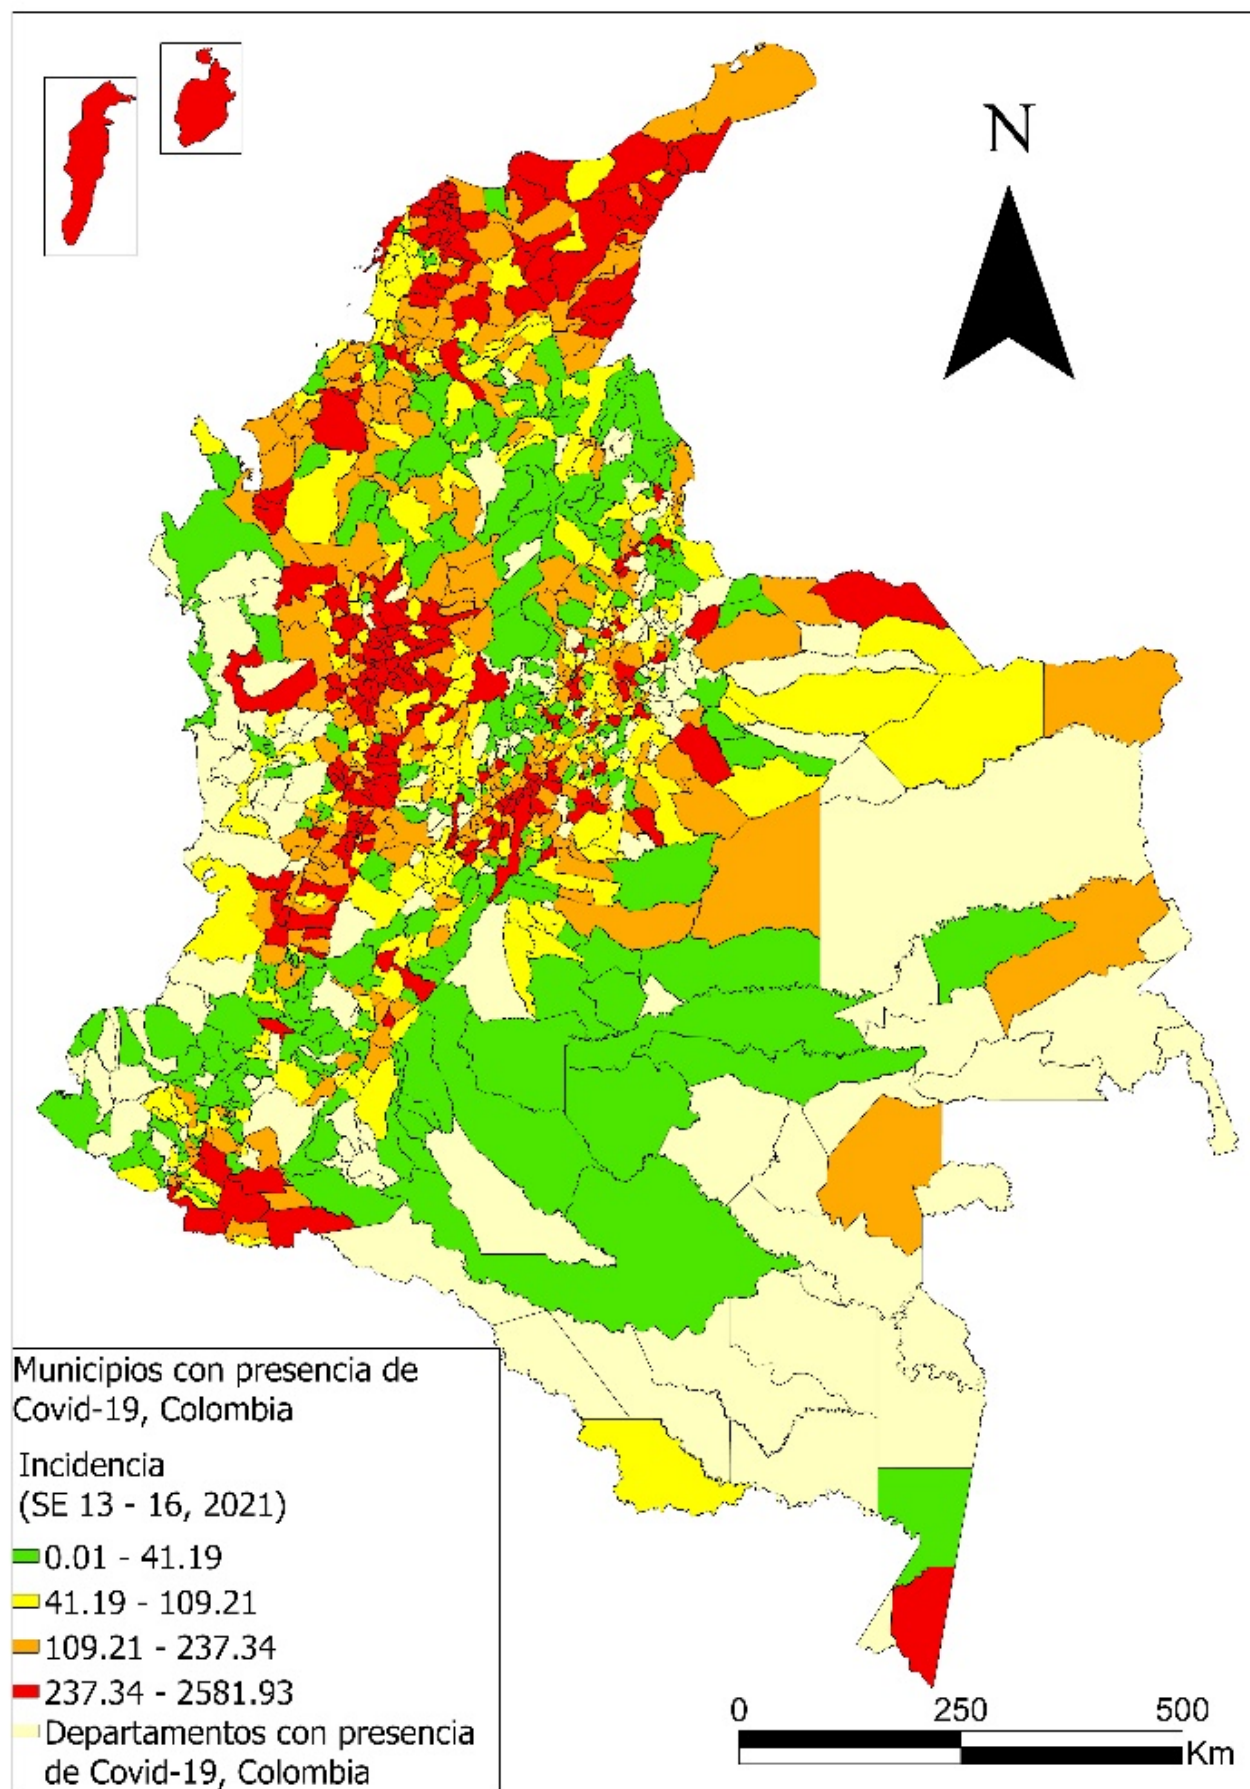 N
Municipios con presencia de
Covid-19, Colombia
Incidencia
(SE 13 - 16, 2021)
0.01 - 41.19
41.19 - 109.21
109.21 - 237.34
237.34 - 2581.93
Departamentos con presencia
de Covid-19, Colombia
0 250 500
Km